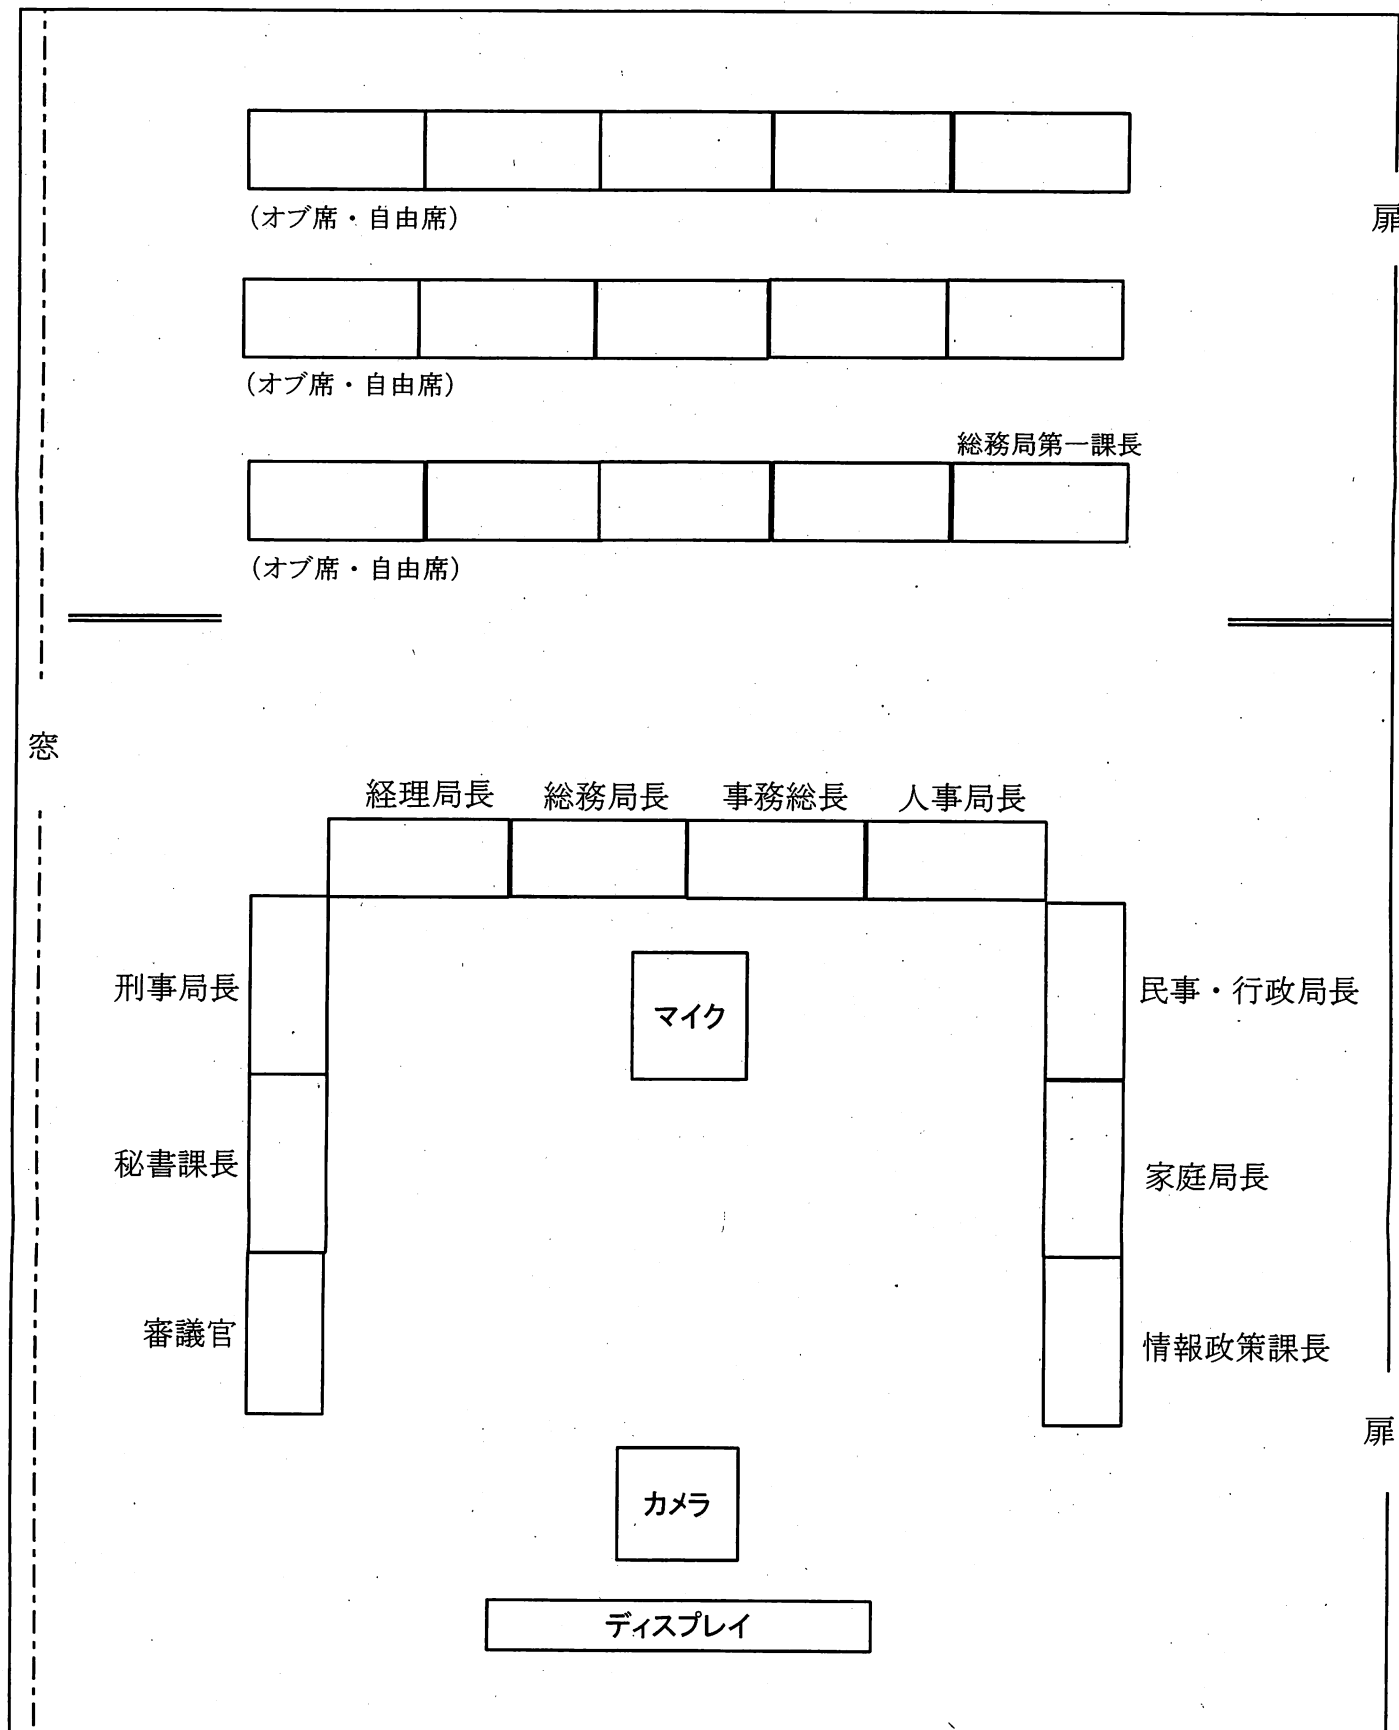 (オブ席・自由席)
扉
(オブ席・自由席)
総務局第一課長
(オブ席・自由席)
窓
経理局長 総務局長 事務総長 人事局長
刑事局長
マイク
民事・行政局長
秘書課長
家庭局長
審議官
情報政策課長
扉
カメラ
ディスプレイ